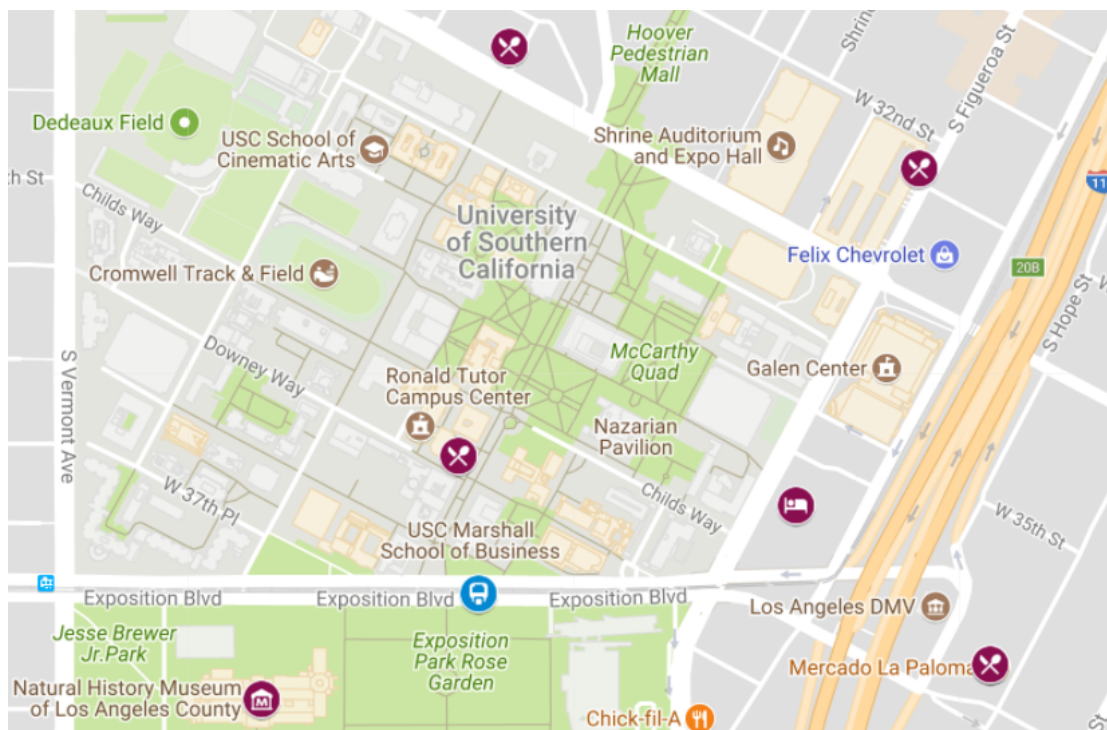 Hoover
Pedestrian
Mall
Shrine
S Figueroa St
W 32nd St
Dedeaux Field
USC School of
Cinematic Arts
Shrine Auditorium
and Expo Hall
th St
Childs Way
11
University
of Southern
California
Felix Chevrolet
20B
Cromwell Track & Field
S Hope St
W
McCarthy
Quad
Galen Center
Downey Way
S Vermont Ave
Ronald Tutor
Campus Center
Nazarian
Pavilion
W 37th Pl
Childs Way
W 35th St
USC Marshall
School of Business
Exposition Blvd
Exposition Blvd
Exposition Blvd
Los Angeles DMV
Jesse Brewer
Jr.Park
Exposition
Park Rose
Garden
Mercado La Paloma
Natural History Museum
of Los Angeles County
M
Chick-fil-A
St